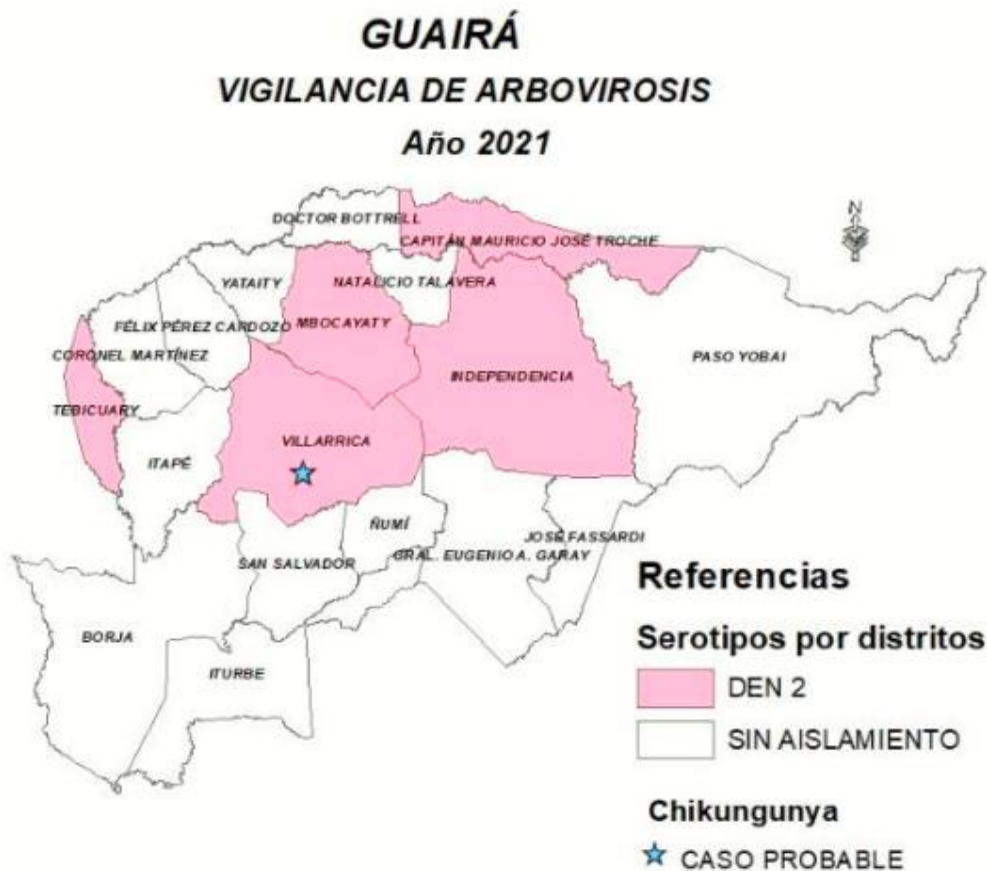 GUAIRÁ
VIGILANCIA DE ARBOVIROSIS
Año 2021
N
DOCTOR BOTTRELL
CAPITÁN MAURICIO JOSÉ TROCHE
YATAITY
NATALICIO TALAVERA
FÉLIX PÉREZ CARDOZO
MBOCAYATY
CORONEL MARTÍNEZ
PASO YOBAI
INDEPENDENCIA
TEBICUARY
VILLARRICA
ITAPÉ
ÑUMÍ
JOSÉ FASSARDI
GRAL. EUGENIO A. GARAY
SAN SALVADOR
BORJA
ITURBE
Referencias
Serotipos por distritos
DEN 2
SIN AISLAMIENTO
Chikungunya
CASO PROBABLE